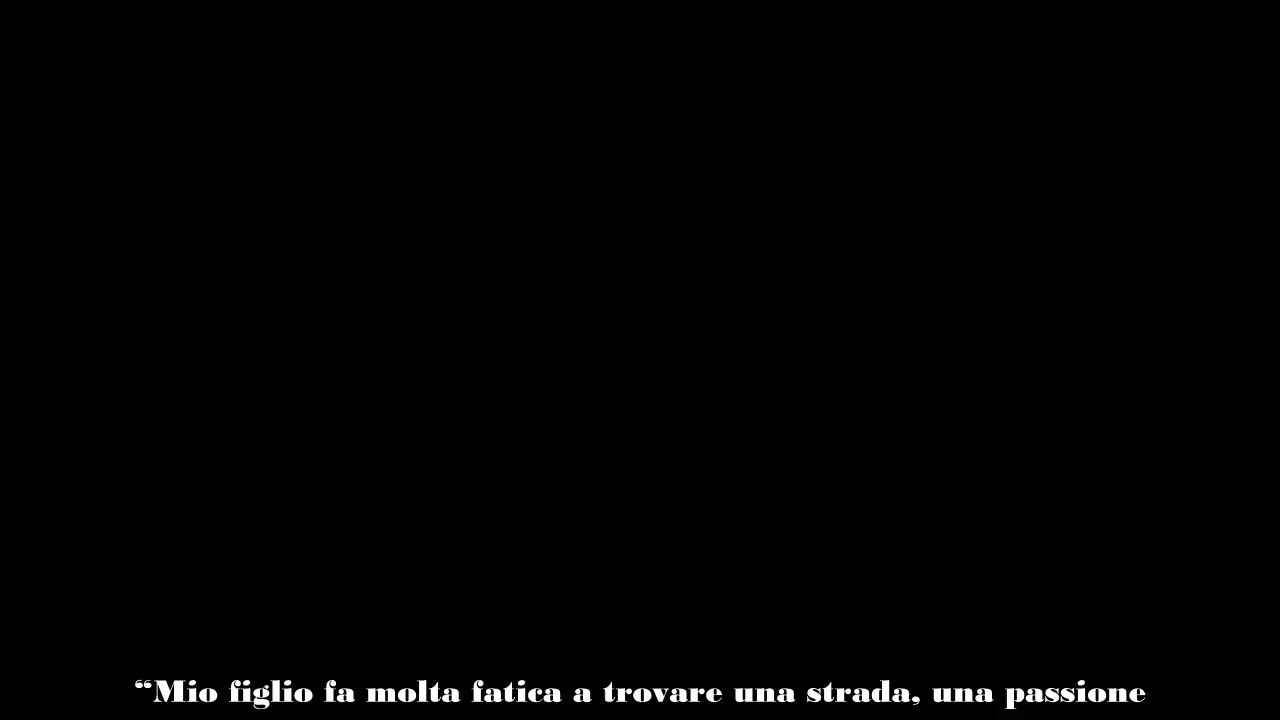 “Mio figlio fa molta fatica a trovare una strada, una passione